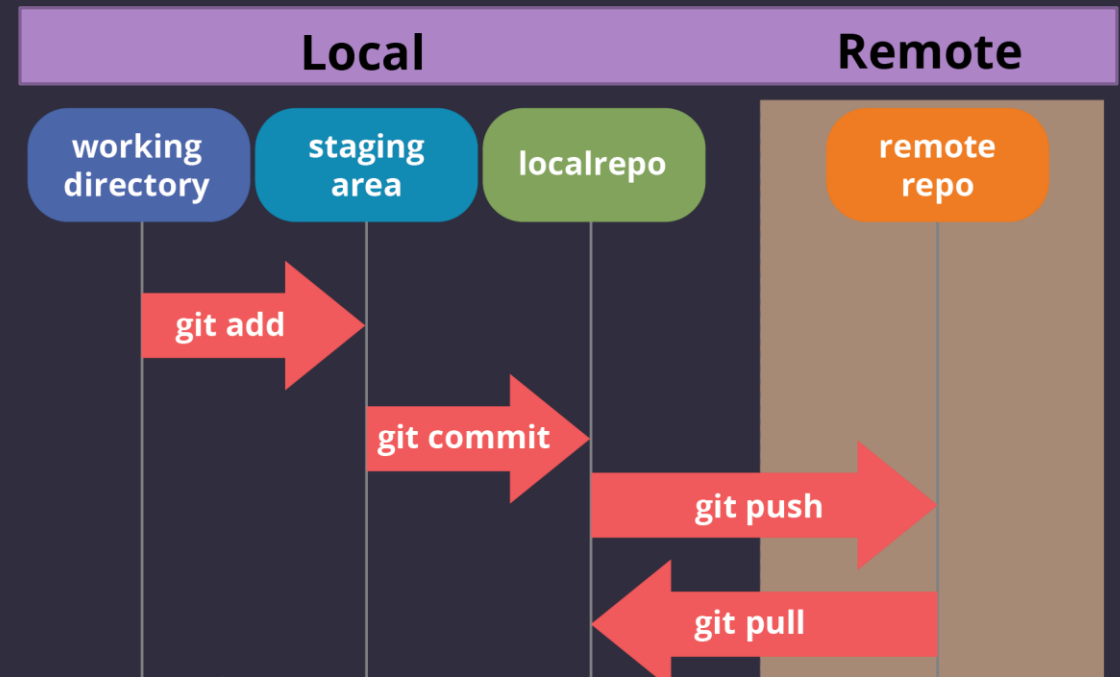 Local
Remote
working
directory
staging
area
localrepo
remote
repo
git add
git commit
git push
git pull